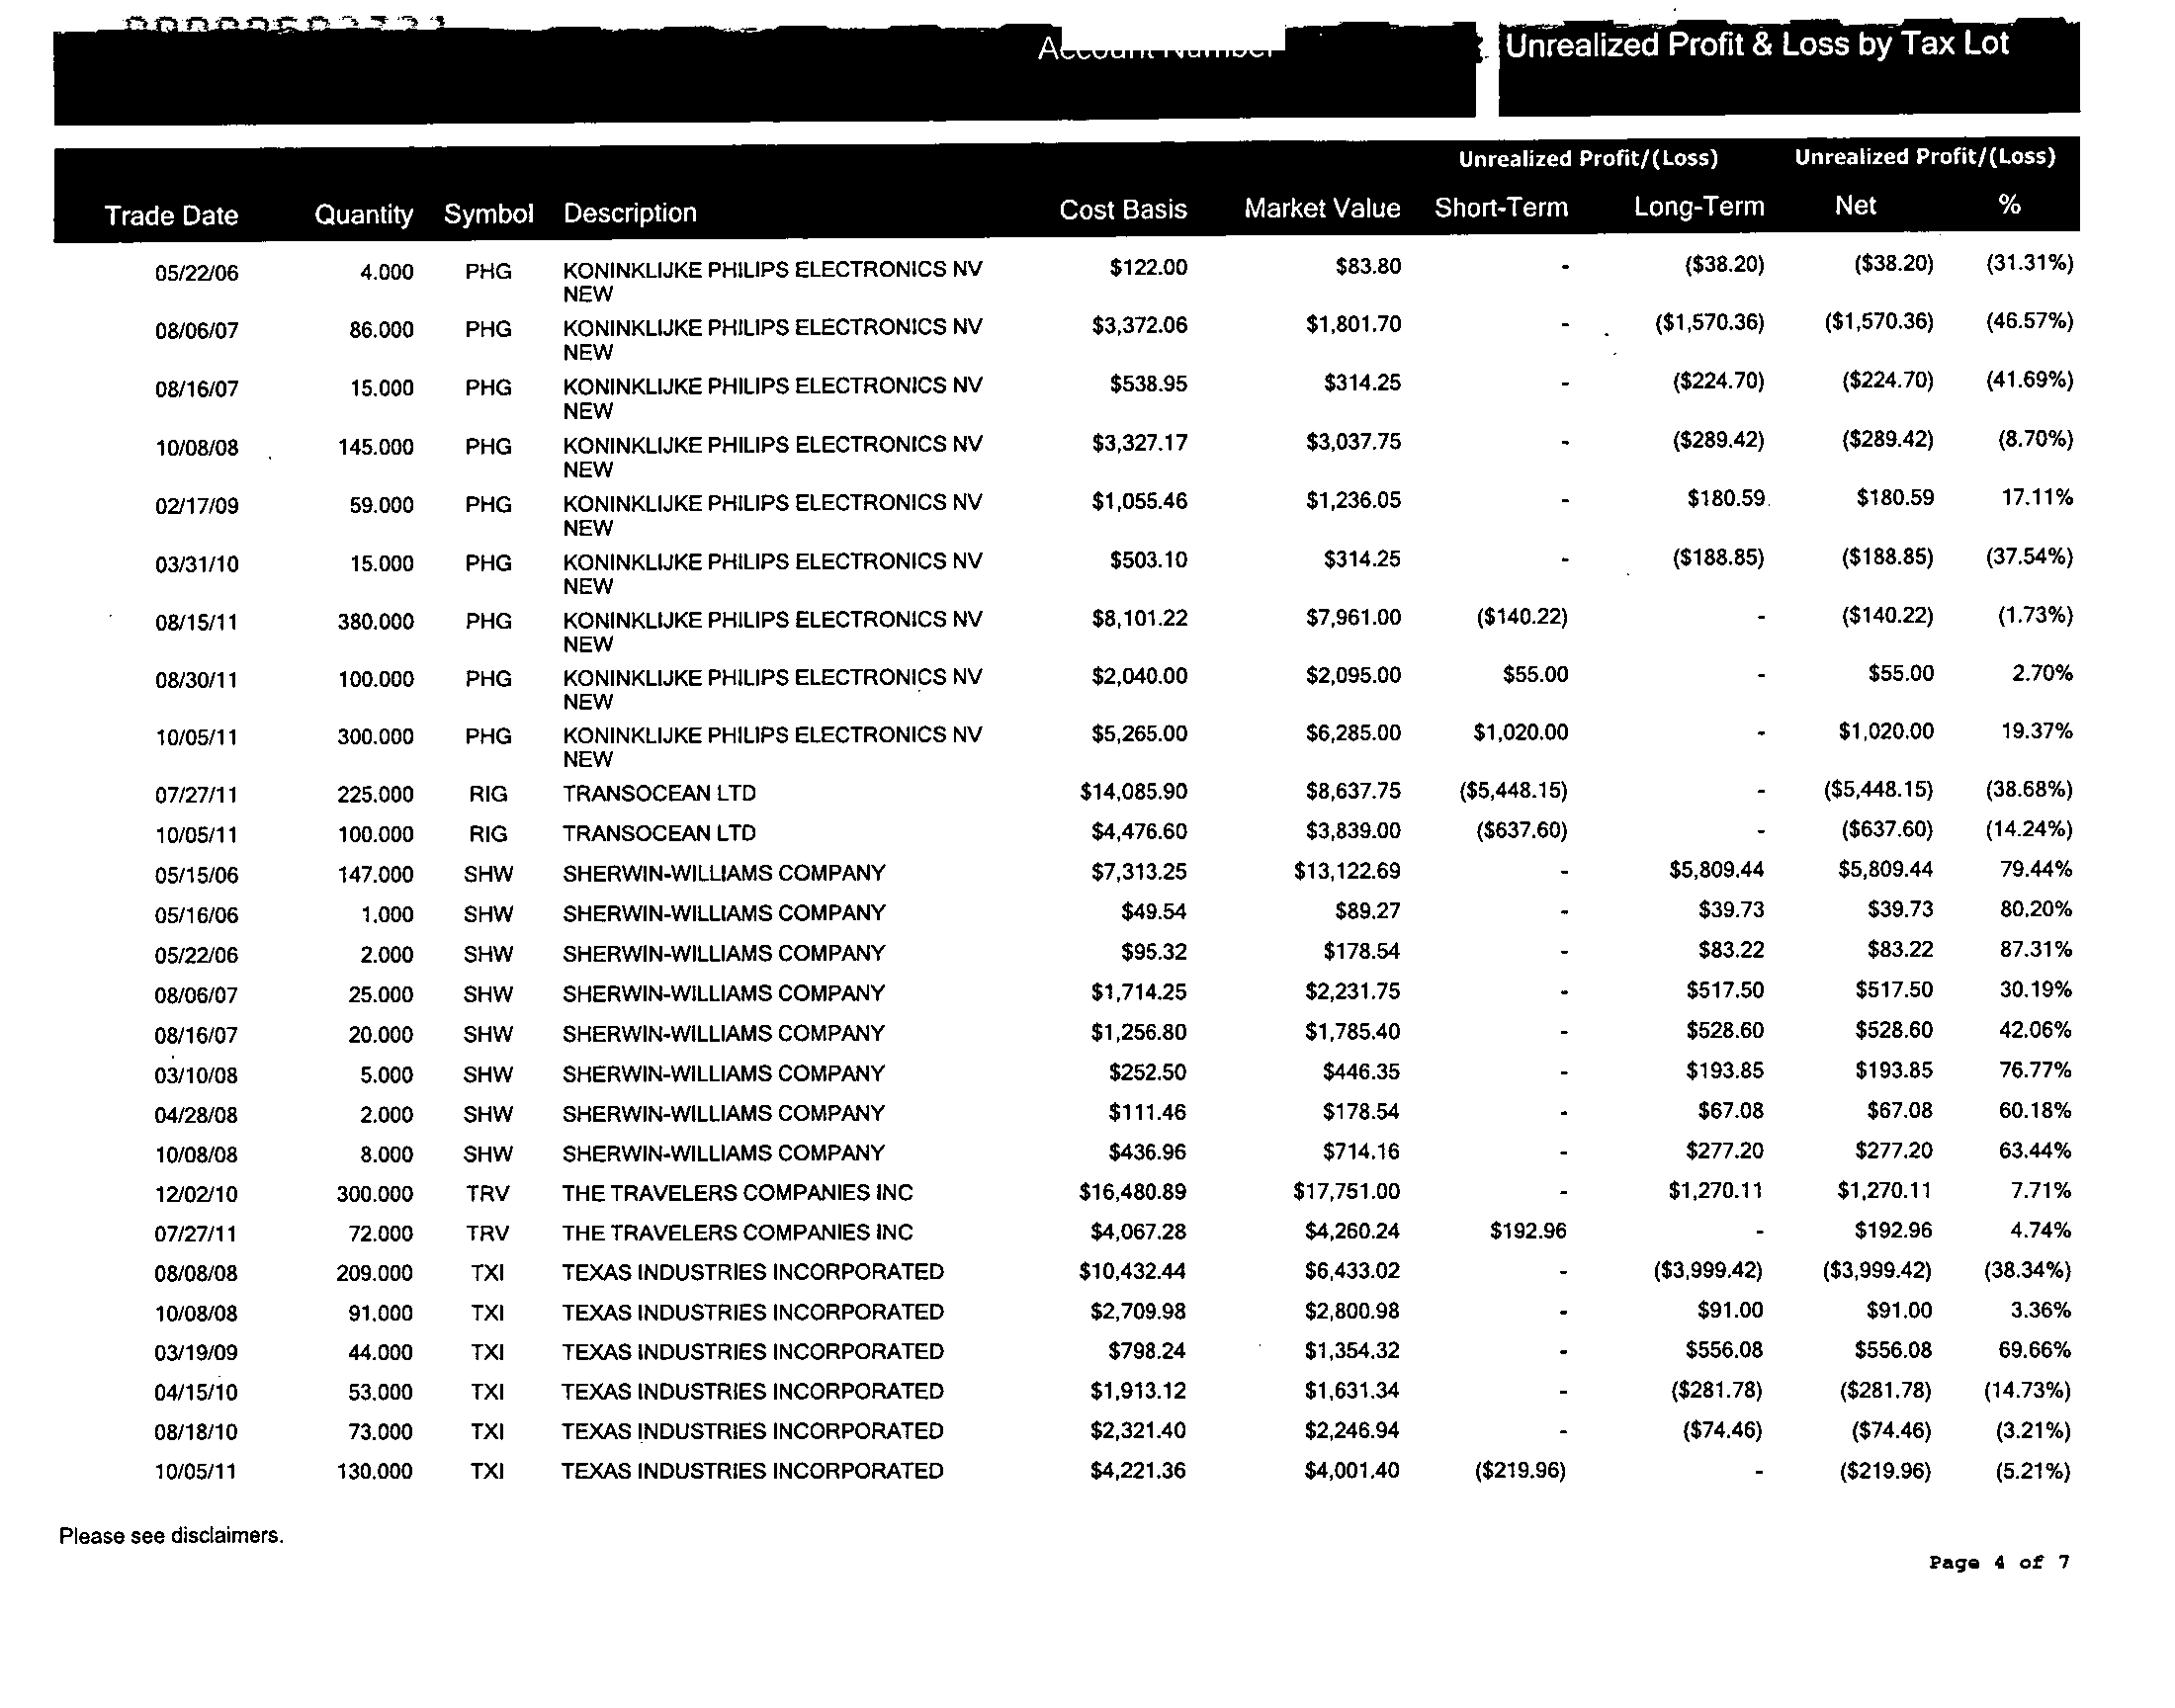 Unrealized Profit & Loss by Tax Lot
Unrealized Profit/(Loss) Unrealized Profit/(Loss)
Trade Date Quantity Symbol Description Cost Basis Market Value Short-Term Long-Term Net %
05/22/06 4.000 PHG KONINKLIJKE PHILIPS ELECTRONICS NV $122.00 $83.80 - ($38.20) ($38.20) (31.31%)
NEW
08/06/07 86.000 PHG KONINKLIJKE PHILIPS ELECTRONICS NV $3,372.06 $1,801.70 - ($1,570.36) ($1,570.36) (46.57%)
NEW
08/16/07 15.000 PHG KONINKLIJKE PHILIPS ELECTRONICS NV $538.95 $314.25 - ($224.70) ($224.70) (41.69%)
NEW
10/08/08 145.000 PHG KONINKLIJKE PHILIPS ELECTRONICS NV $3,327.17 $3,037.75 - ($289.42) ($289.42) (8.70%)
NEW
02/17/09 59.000 PHG KONINKLIJKE PHILIPS ELECTRONICS NV $1,055.46 $1,236.05 - $180.59 $180.59 17.11%
NEW
03/31/10 15.000 PHG KONINKLIJKE PHILIPS ELECTRONICS NV $503.10 $314.25 - ($188.85) ($188.85) (37.54%)
NEW
08/15/11 380.000 PHG KONINKLIJKE PHILIPS ELECTRONICS NV $8,101.22 $7,961.00 ($140.22) - ($140.22) (1.73%)
NEW
08/30/11 100.000 PHG KONINKLIJKE PHILIPS ELECTRONICS NV $2,040.00 $2,095.00 $55.00 - $55.00 2.70%
NEW
10/05/11 300.000 PHG KONINKLIJKE PHILIPS ELECTRONICS NV $5,265.00 $6,285.00 $1,020.00 - $1,020.00 19.37%
NEW
07/27/11 225.000 RIG TRANSOCEAN LTD $14,085.90 $8,637.75 ($5,448.15) - ($5,448.15) (38.68%)
10/05/11 100.000 RIG TRANSOCEAN LTD $4,476.60 $3,839.00 ($637.60) - ($637.60) (14.24%)
05/15/06 147.000 SHW SHERWIN-WILLIAMS COMPANY $7,313.25 $13,122.69 - $5,809.44 $5,809.44 79.44%
05/16/06 1.000 SHW SHERWIN-WILLIAMS COMPANY $49.54 $89.27 - $39.73 $39.73 80.20%
05/22/06 2.000 SHW SHERWIN-WILLIAMS COMPANY $95.32 $178.54 - $83.22 $83.22 87.31%
08/06/07 25.000 SHW SHERWIN-WILLIAMS COMPANY $1,714.25 $2,231.75 - $517.50 $517.50 30.19%
08/16/07 20.000 SHW SHERWIN-WILLIAMS COMPANY $1,256.80 $1,785.40 - $528.60 $528.60 42.06%
03/10/08 5.000 SHW SHERWIN-WILLIAMS COMPANY $252.50 $446.35 - $193.85 $193.85 76.77%
04/28/08 2.000 SHW SHERWIN-WILLIAMS COMPANY $111.46 $178.54 - $67.08 $67.08 60.18%
10/08/08 8.000 SHW SHERWIN-WILLIAMS COMPANY $436.96 $714.16 - $277.20 $277.20 63.44%
12/02/10 300.000 TRV THE TRAVELERS COMPANIES INC $16,480.89 $17,751.00 - $1,270.11 $1,270.11 7.71%
07/27/11 72.000 TRV THE TRAVELERS COMPANIES INC $4,067.28 $4,260.24 $192.96 - $192.96 4.74%
08/08/08 209.000 TXI TEXAS INDUSTRIES INCORPORATED $10,432.44 $6,433.02 - ($3,999.42) ($3,999.42) (38.34%)
10/08/08 91.000 TXI TEXAS INDUSTRIES INCORPORATED $2,709.98 $2,800.98 - $91.00 $91.00 3.36%
03/19/09 44.000 TXI TEXAS INDUSTRIES INCORPORATED $798.24 $1,354.32 - $556.08 $556.08 69.66%
04/15/10 53.000 TXI TEXAS INDUSTRIES INCORPORATED $1,913.12 $1,631.34 - ($281.78) ($281.78) (14.73%)
08/18/10 73.000 TXI TEXAS INDUSTRIES INCORPORATED $2,321.40 $2,246.94 - ($74.46) ($74.46) (3.21%)
10/05/11 130.000 TXI TEXAS INDUSTRIES INCORPORATED $4,221.36 $4,001.40 ($219.96) - ($219.96) (5.21%)
Please see disclaimers.
Page 4 of 7